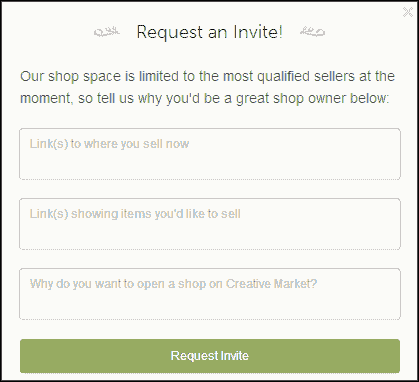 Request an Invite!
Our shop space is limited to the most qualified sellers at the
moment, so tell us why you'd be a great shop owner below:
Link(s) to where you sell now
Link(s) showing items you'd like to sell
Why do you want to open a shop on Creative Market?
Request Invite